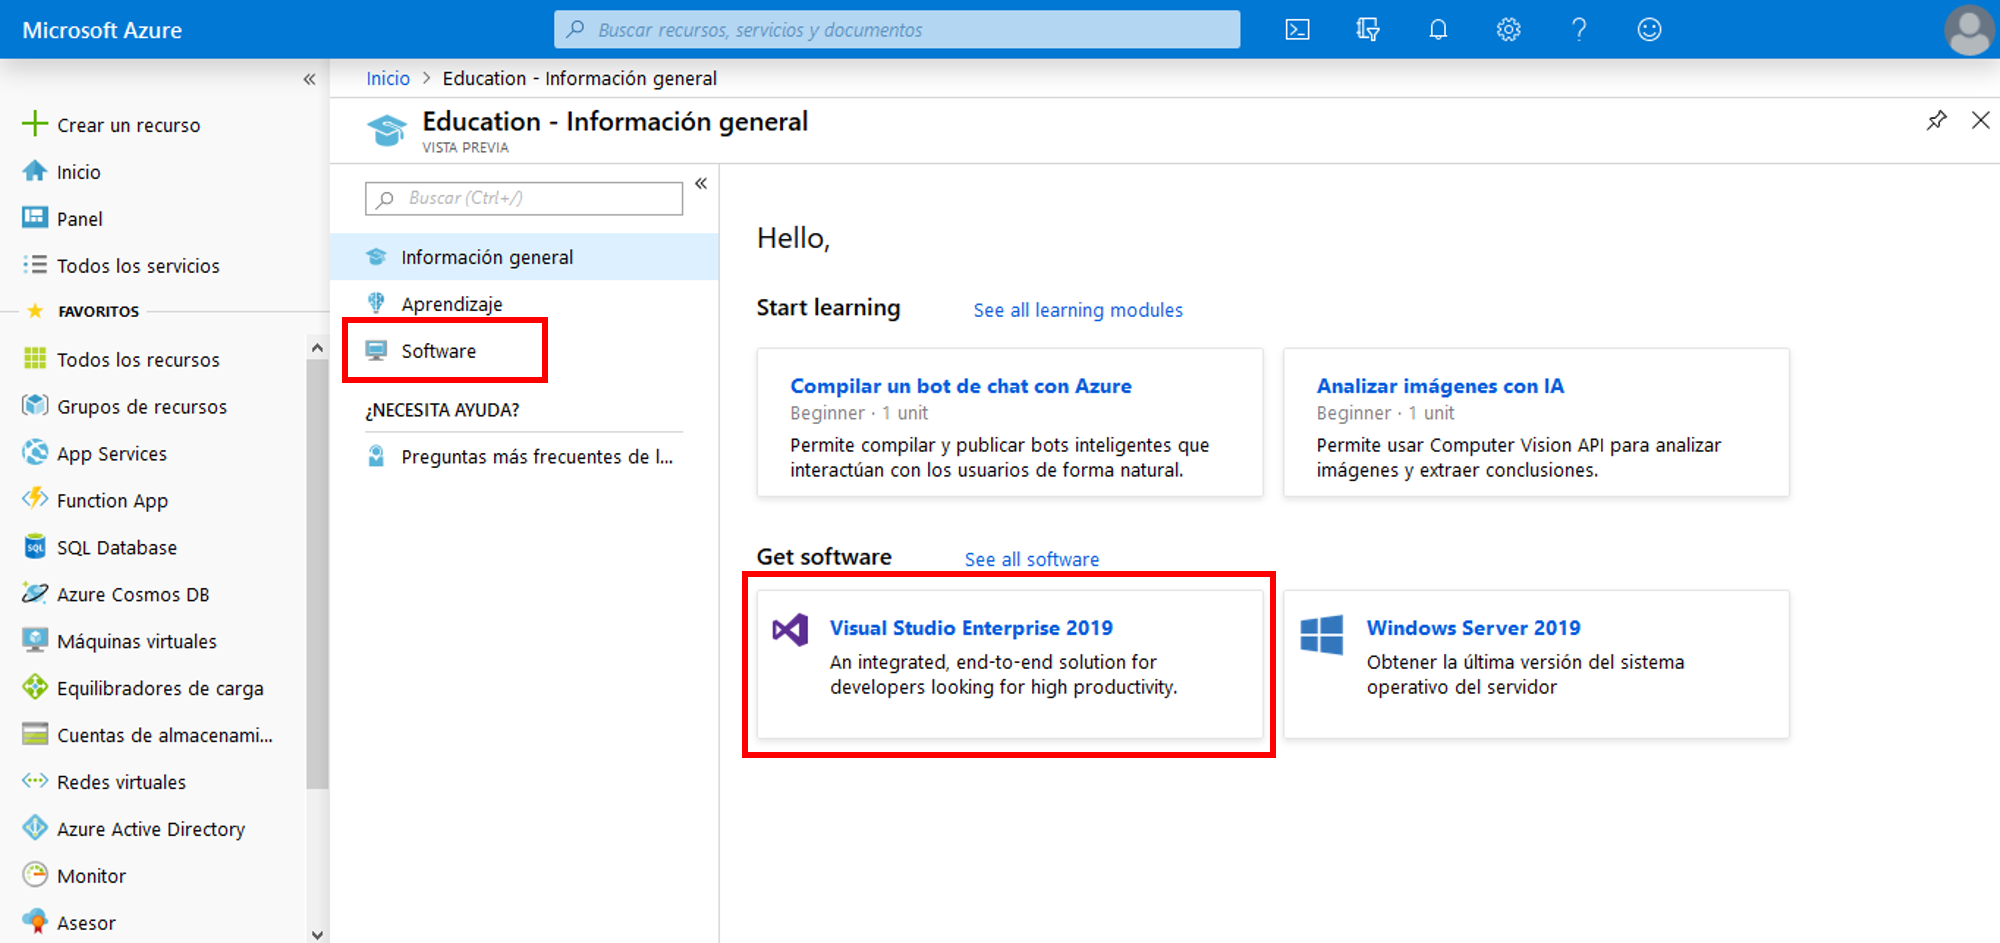 Microsoft Azure
Buscar recursos, servicios y documentos
Crear un recurso
Inicio
Panel
Todos los servicios
FAVORITOS
Todos los recursos
Grupos de recursos
App Services
Function App
SQL
SQL Database
Azure Cosmos DB
Máquinas virtuales
Equilibradores de carga
Cuentas de almacenami...
Redes virtuales
Azure Active Directory
Monitor
Asesor
Inicio > Education - Información general
Education - Información general
VISTA PREVIA
Buscar (Ctrl+/)
Información general
Aprendizaje
Software
¿NECESITA AYUDA?
Preguntas más frecuentes de l...
Hello,
Start learning
See all learning modules
Compilar un bot de chat con Azure
Beginner · 1 unit
Permite compilar y publicar bots inteligentes que
interactúan con los usuarios de forma natural.
Analizar imágenes con IA
Beginner · 1 unit
Permite usar Computer Vision API para analizar
imágenes y extraer conclusiones.
Get software
See all software
Visual Studio Enterprise 2019
An integrated, end-to-end solution for
developers looking for high productivity.
Windows Server 2019
Obtener la última versión del sistema
operativo del servidor